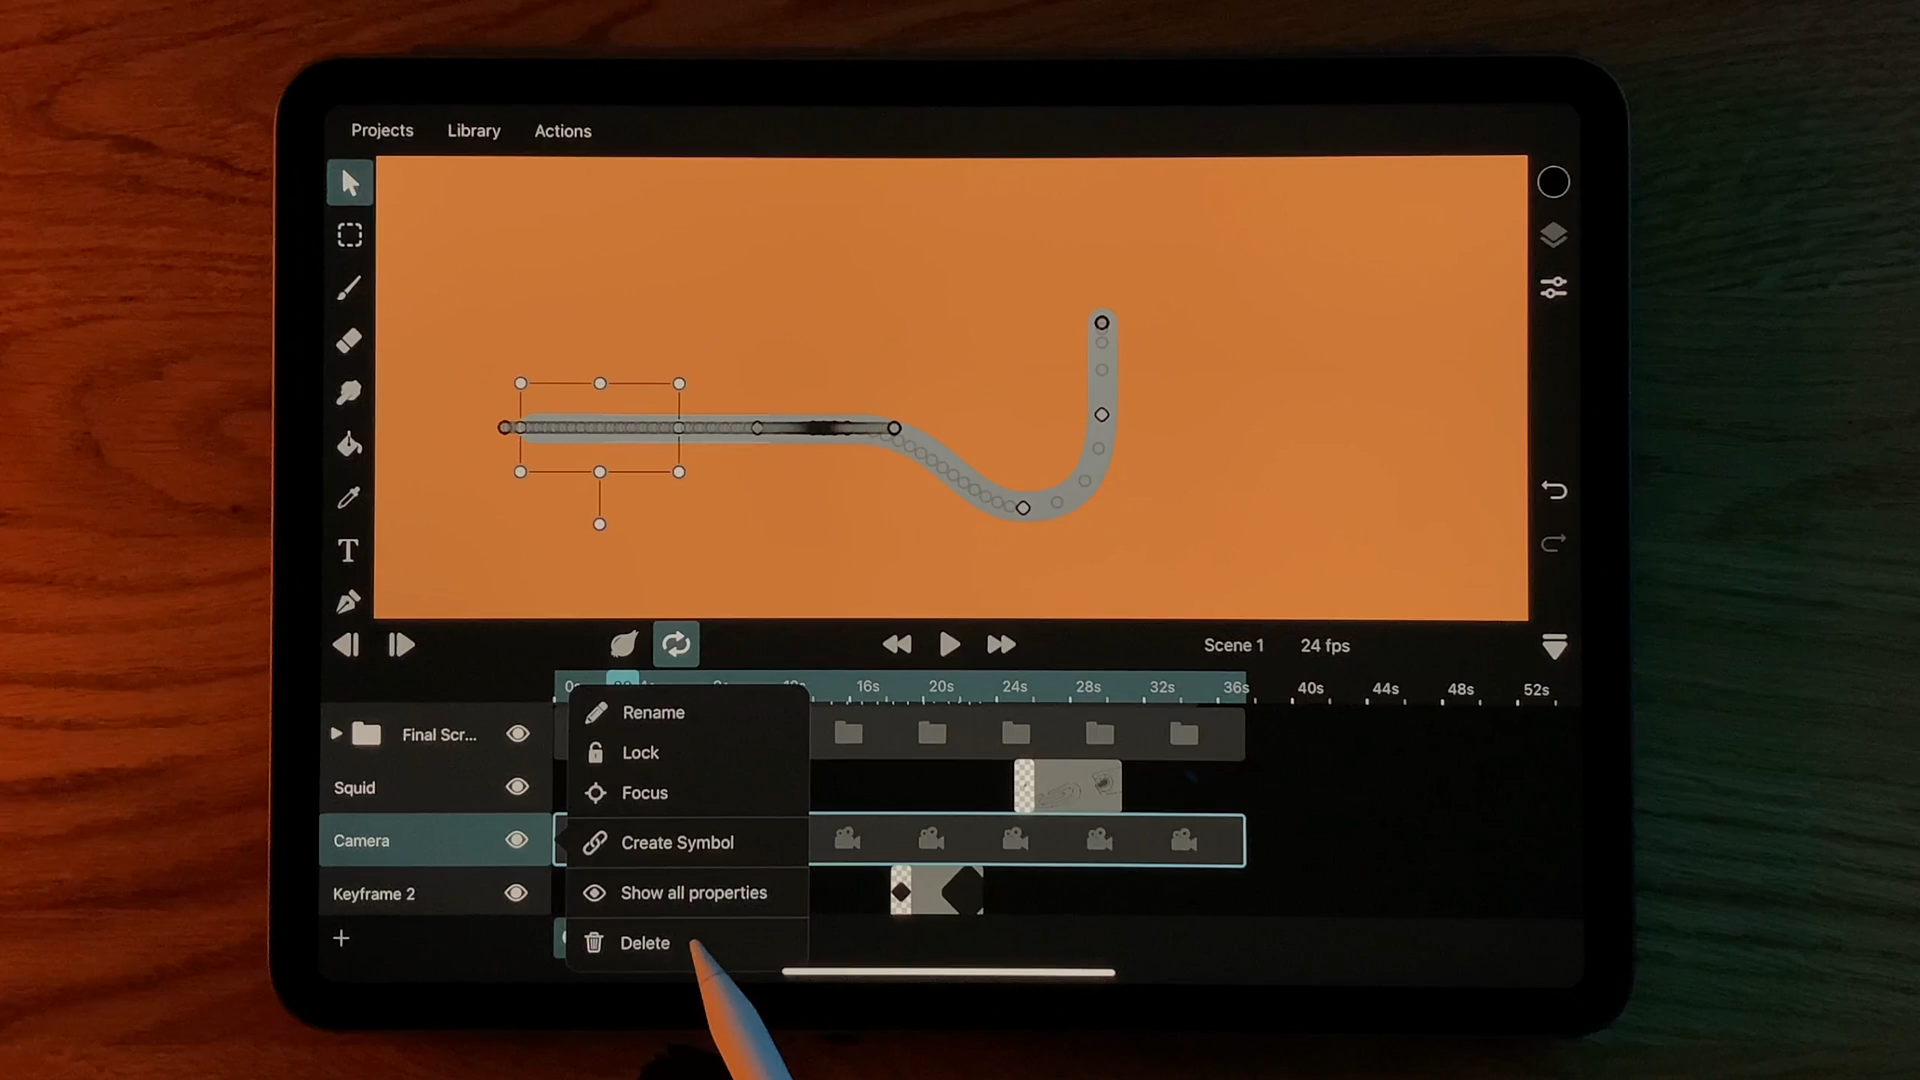 Projects
Library
Actions
T
Scene 1
24 fps
0s
16s
20s
24s
28s
32s
36s
40s
44s
48s
52s
Final Scr...
Squid
Camera
Keyframe 2
Rename
Lock
Focus
Create Symbol
Show all properties
Delete